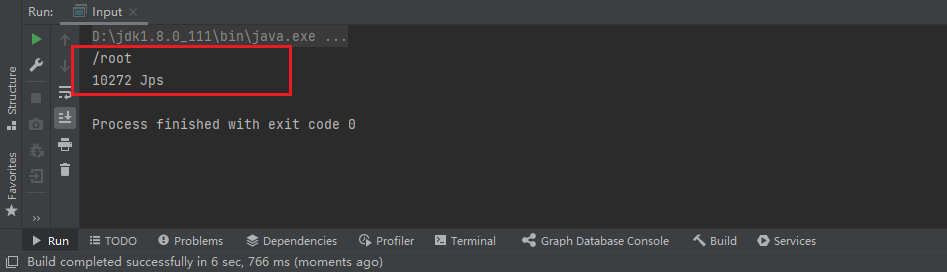 Run: Input
D:\jdk1.8.0_111\bin\java.exe ...
/root
10272 Jps
Process finished with exit code 0
Structure
Favorites
Run TODO Problems Dependencies Profiler Terminal Graph Database Console Build Services
Build completed successfully in 6 sec, 766 ms (moments ago)